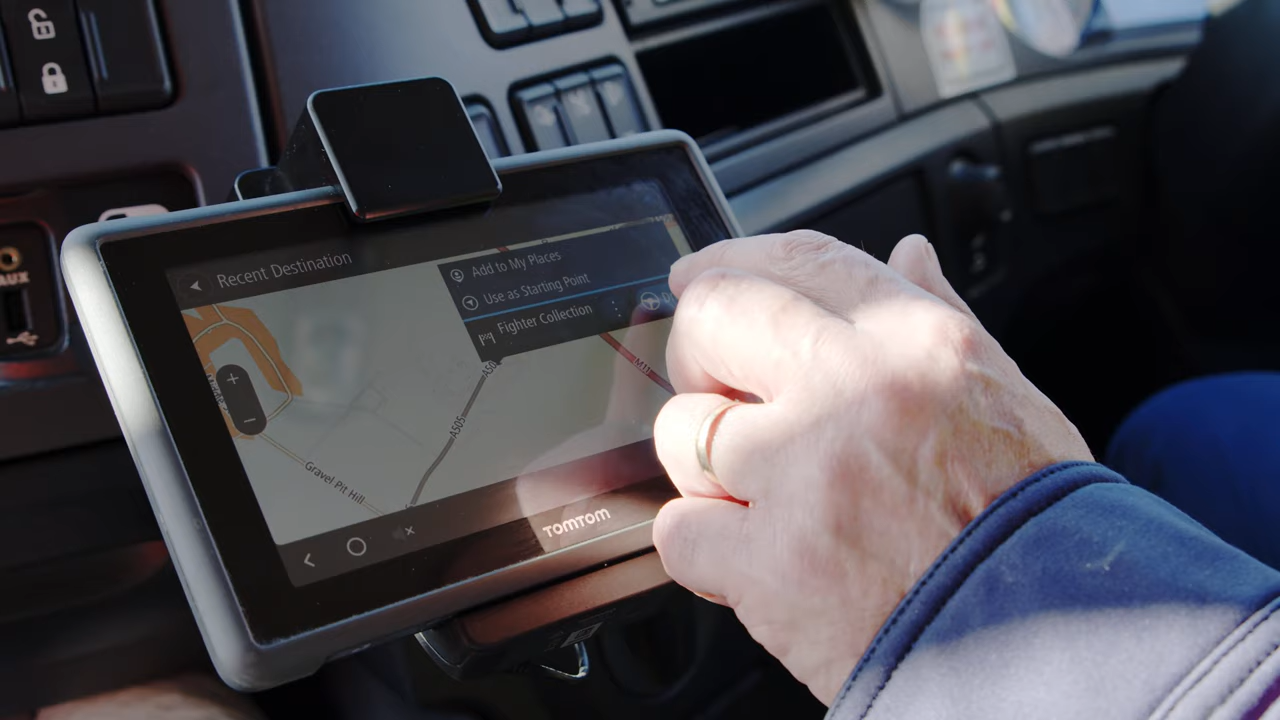 AUX
Recent Destination
Add to My Places
Use as Starting Point
Fighter Collection
A505
A505
M11
Gravel Pit Hill
TOMTOM